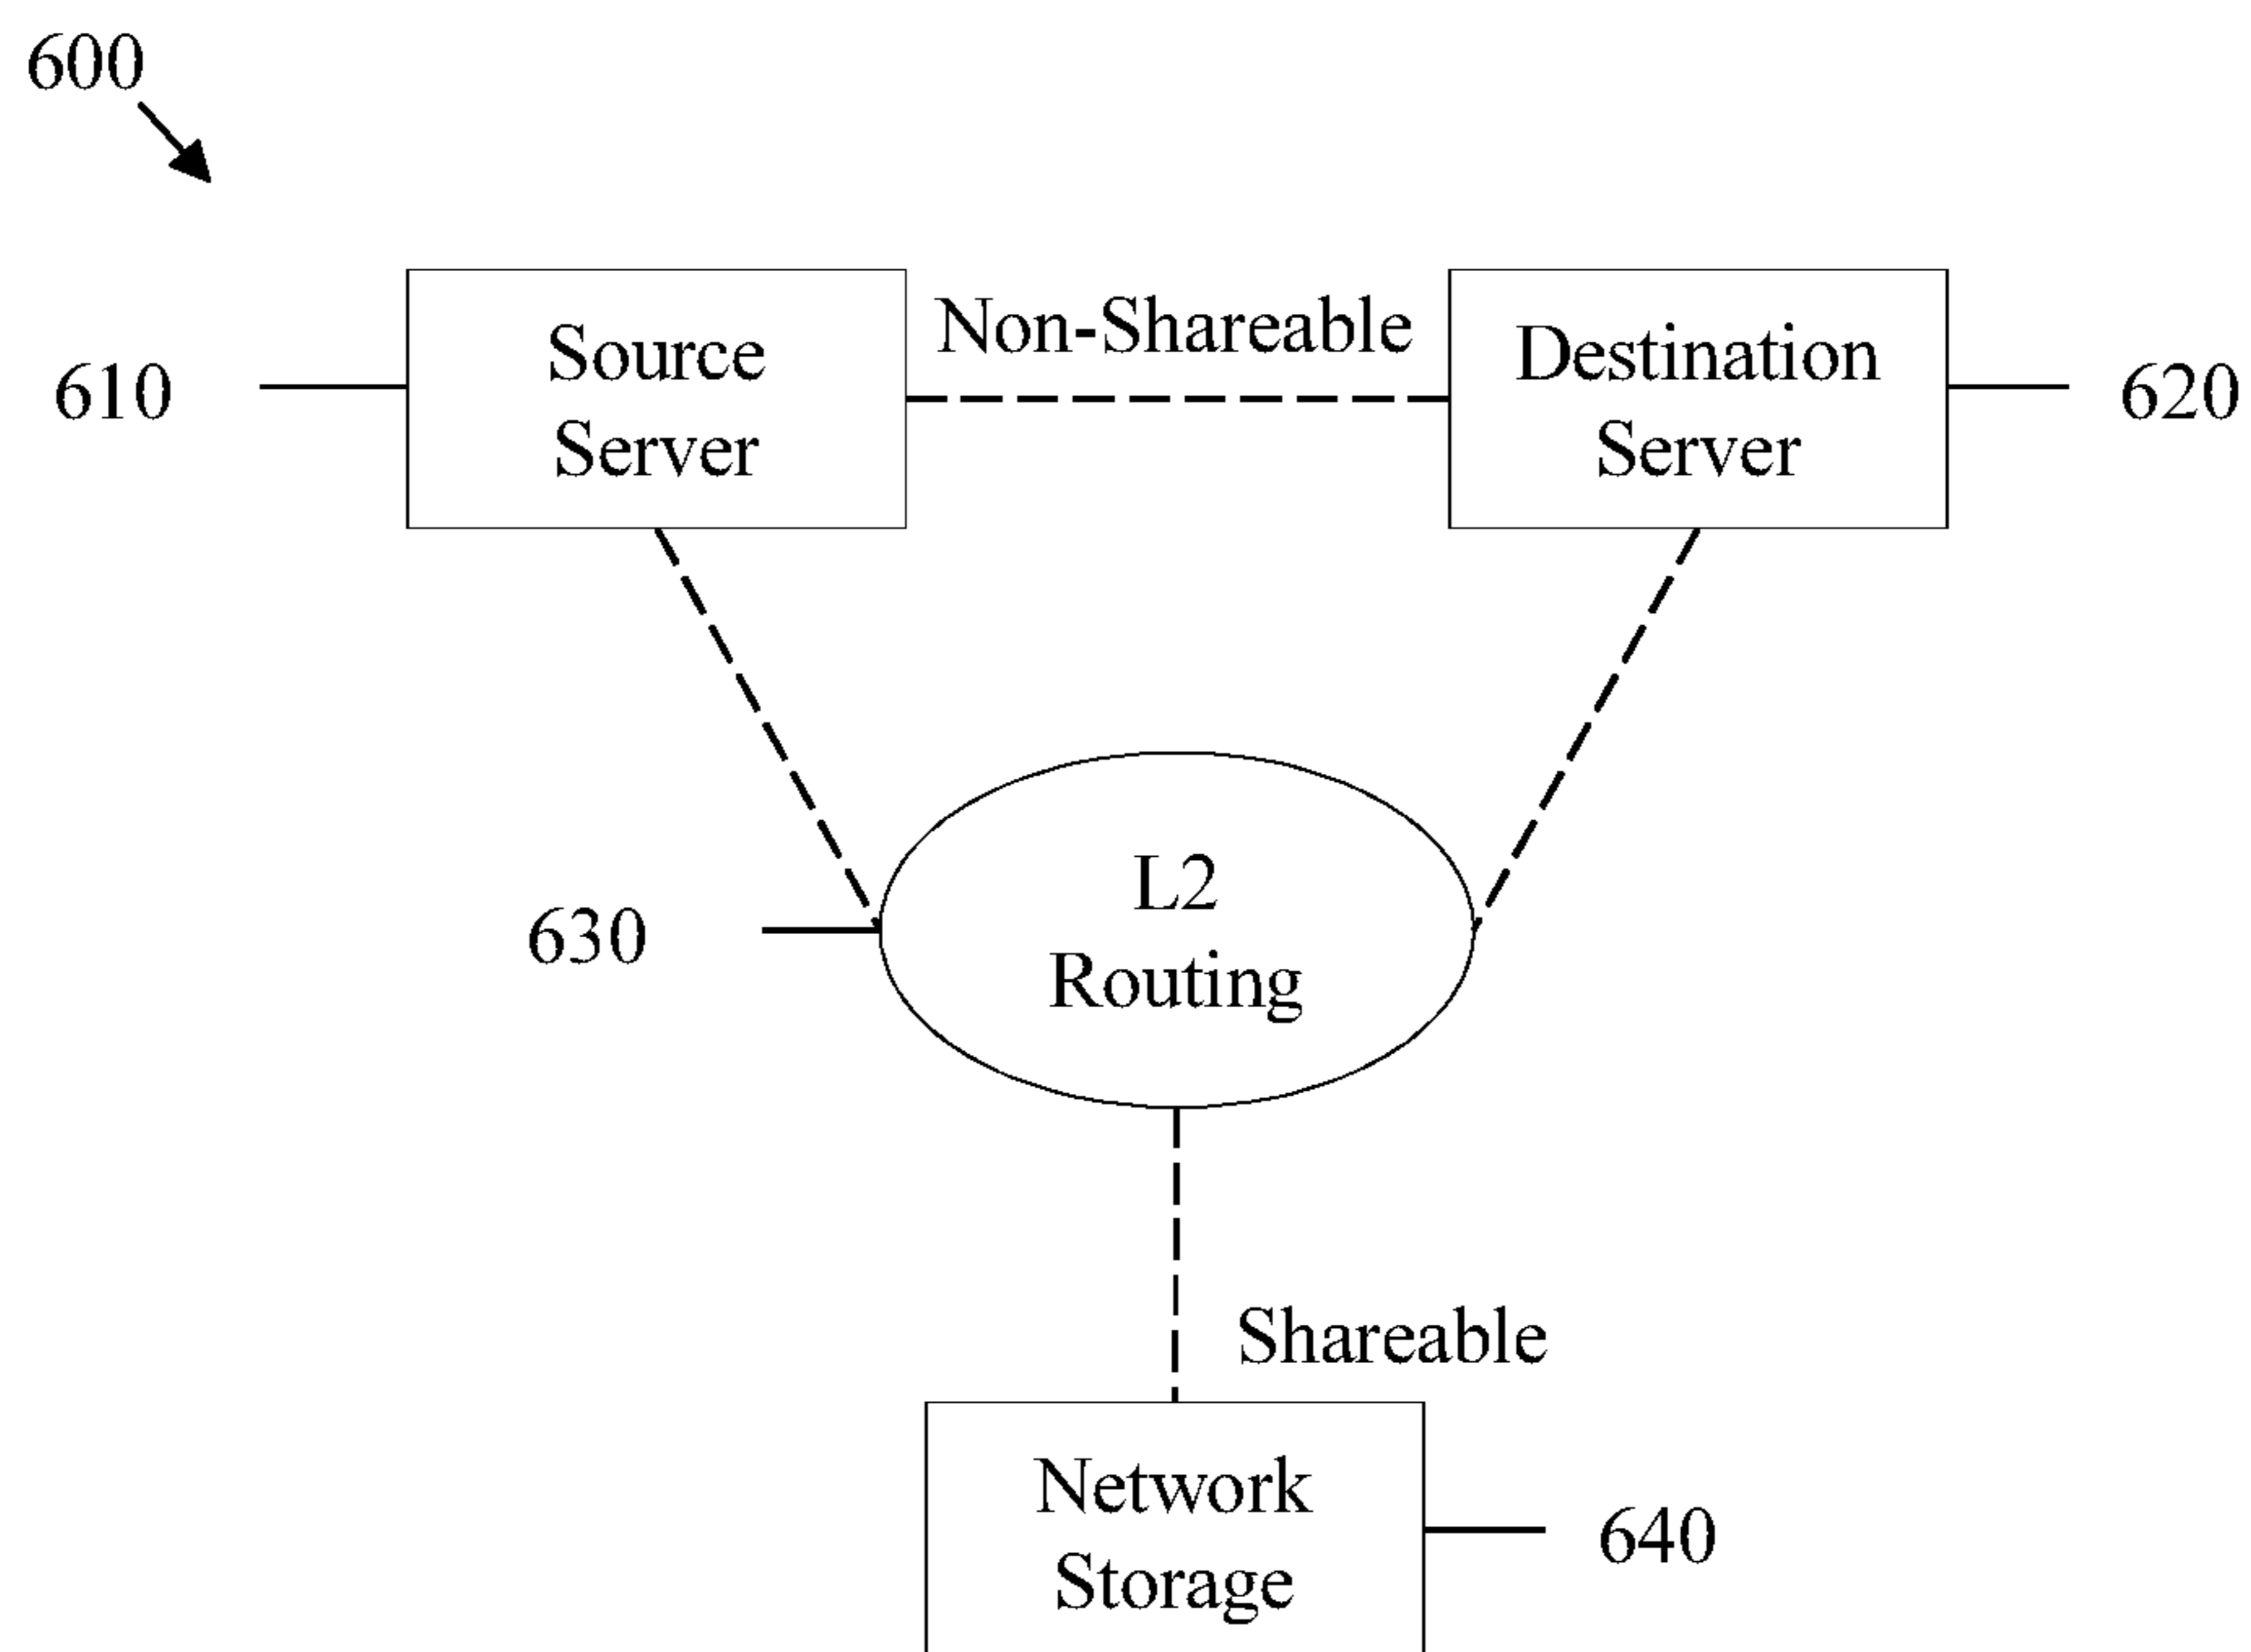 600
Source
Server
Non-Shareable
Destination
Server
610
620
L2
Routing
630
Shareable
Network
Storage
640